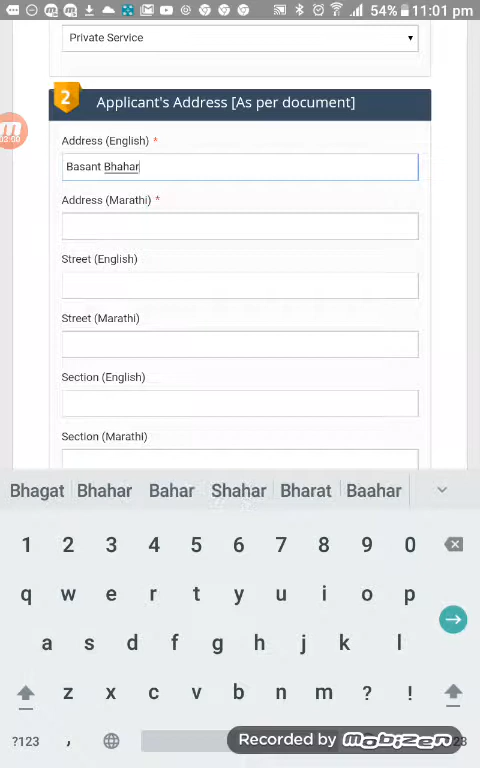 54% 11:01 pm
Private Service
2 Applicant's Address [As per document]
03:00
Address (English) *
Basant Bhahar
Address (Marathi) *
Street (English)
Street (Marathi)
Section (English)
Section (Marathi)
Bhagat Bhahar Bahar Shahar Bharat Baahar
1 2 3 4 5 6 7 8 9 0
q w e r t y u i o p
a s d f g h j k l
z x c v b n m ? !
?123 ,
Recorded by mobizen